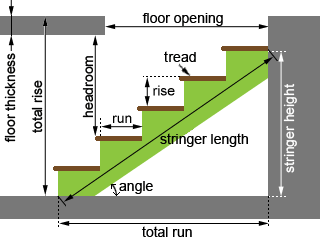 floor opening
floor thickness
total rise
headroom
tread
rise
run
stringer length
stringer height
angle
total run